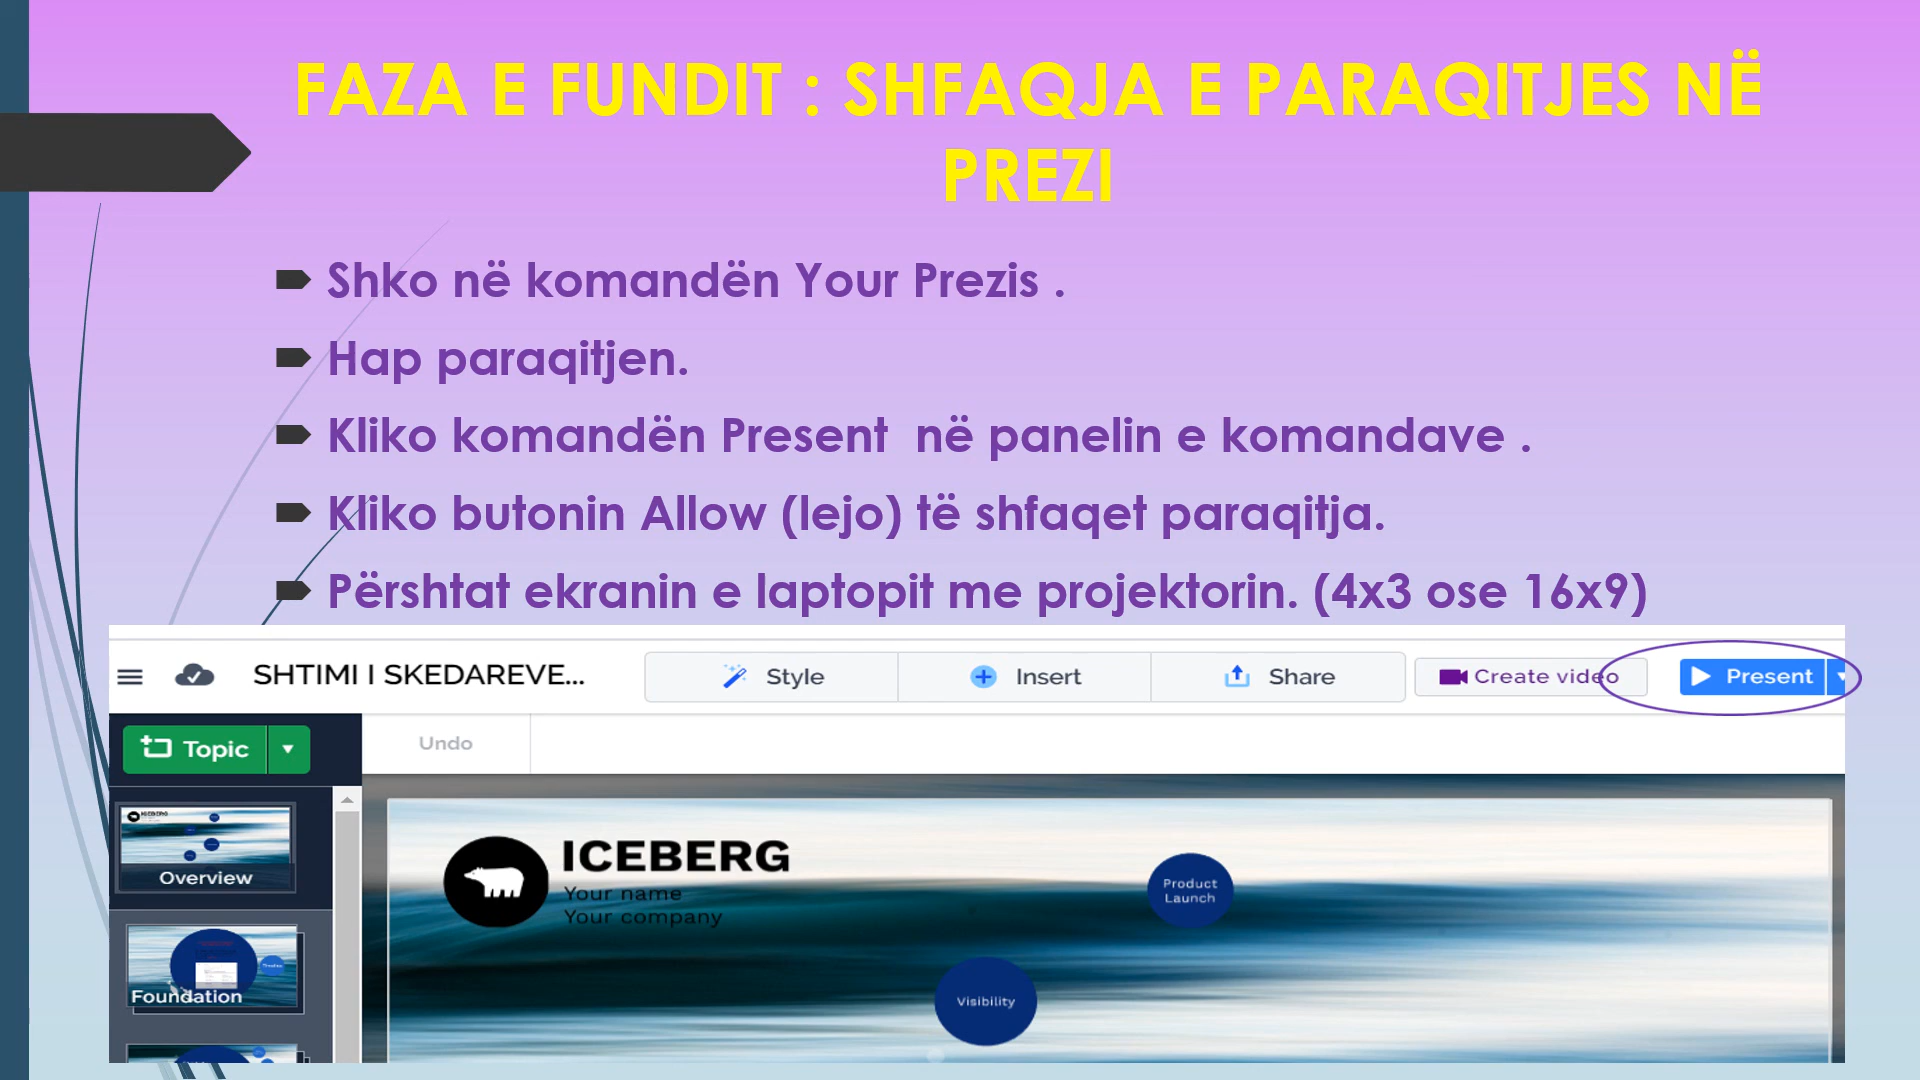 FAZA E FUNDIT : SHFAQJA E PARAQITJES NË
PREZI
Shko në komandën Your Prezis .
Hap paraqitjen.
Kliko komandën Present në panelin e komandave .
Kliko butonin Allow (lejo) të shfaqet paraqitja.
Përshtat ekranin e laptopit me projektorin. (4x3 ose 16x9)
SHTIMI I SKEDAREVE...
Style
Insert
Share
Create video
Present
Topic
Undo
ICEBERG
Overview
ICEBERG
Your name
Your company
Product
Launch
Foundation
Visibility